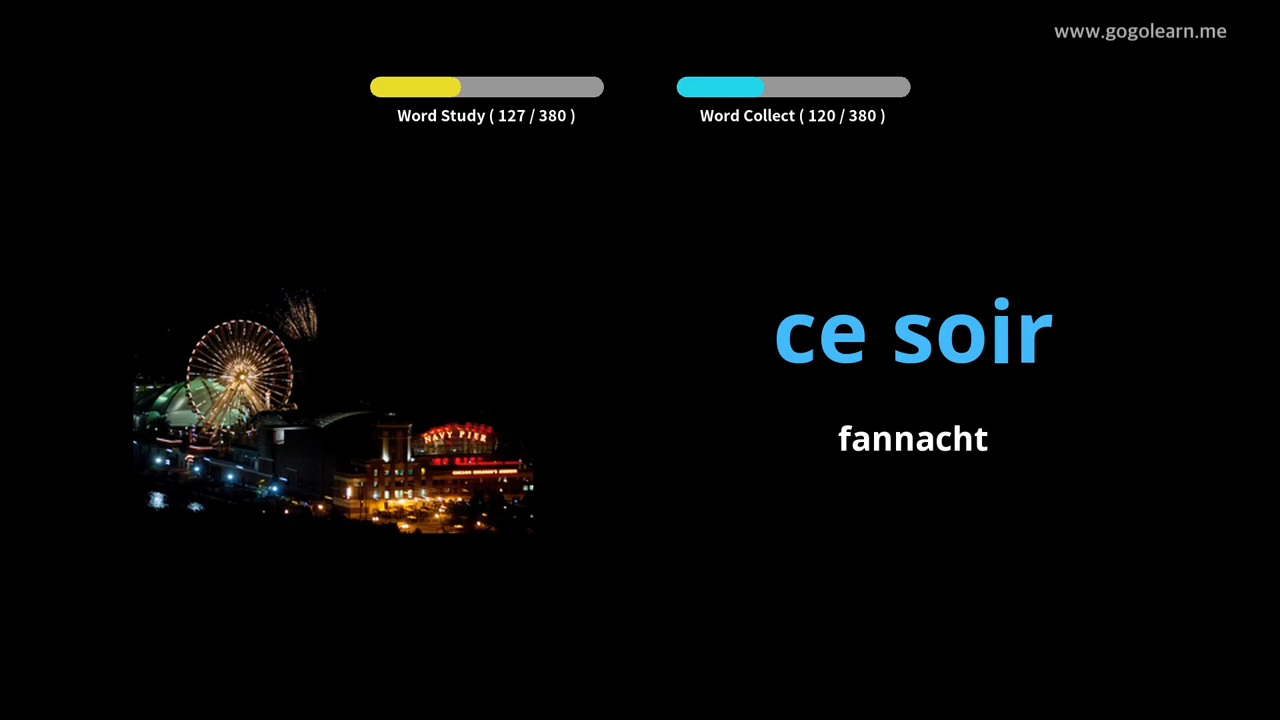 www.gogolearn.me
Word Study ( 127 / 380 )
Word Collect ( 120 / 380 )
ce soir
fannacht
NAVY PIER